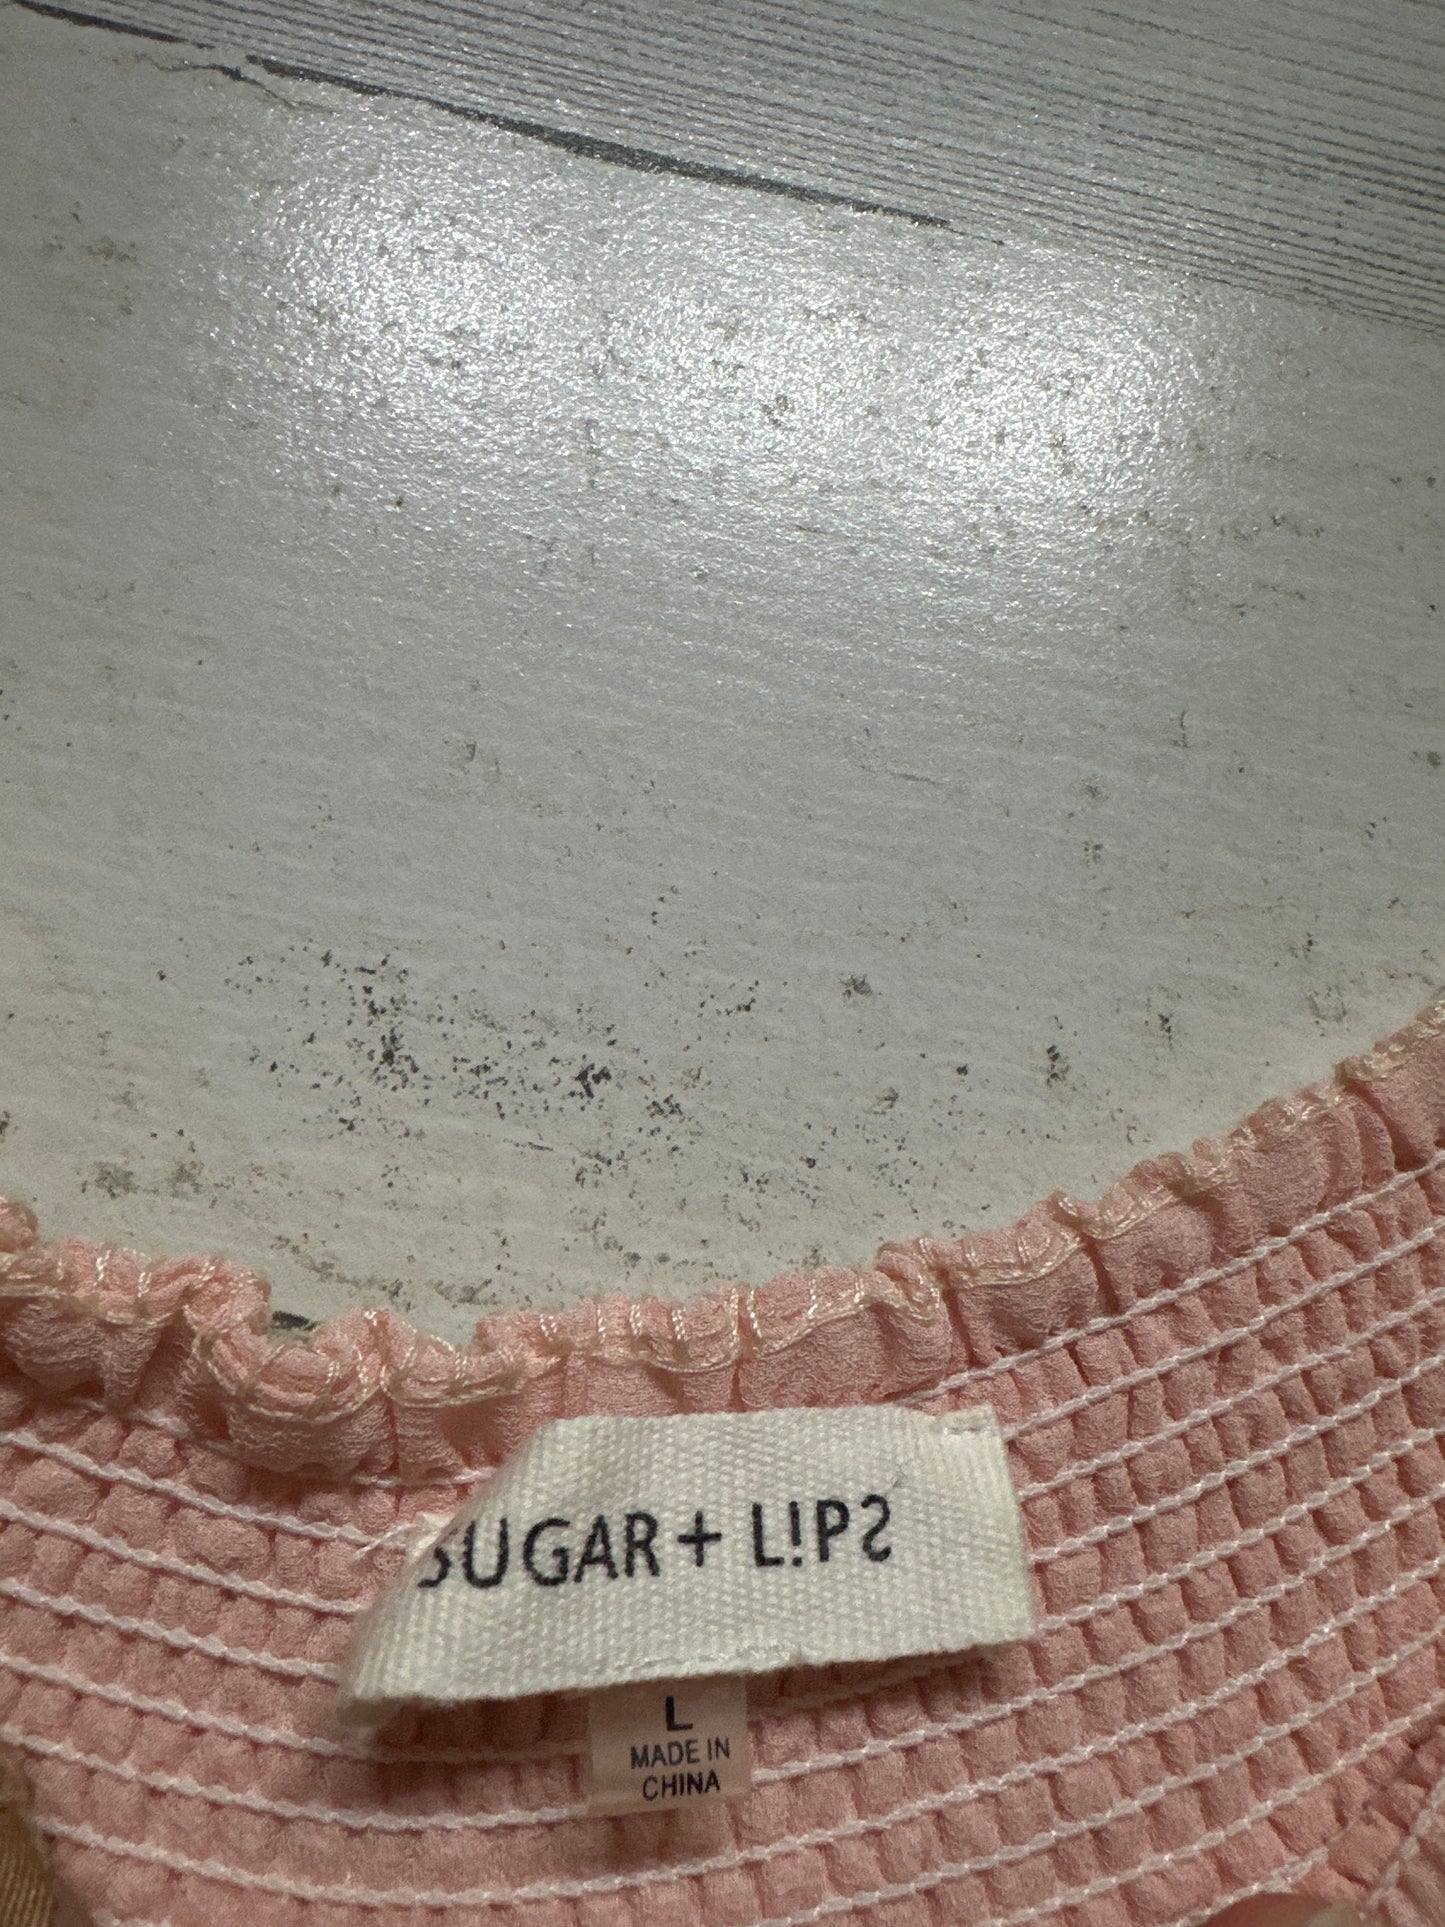 SUGAR + L!PS
L
MADE IN
CHINA